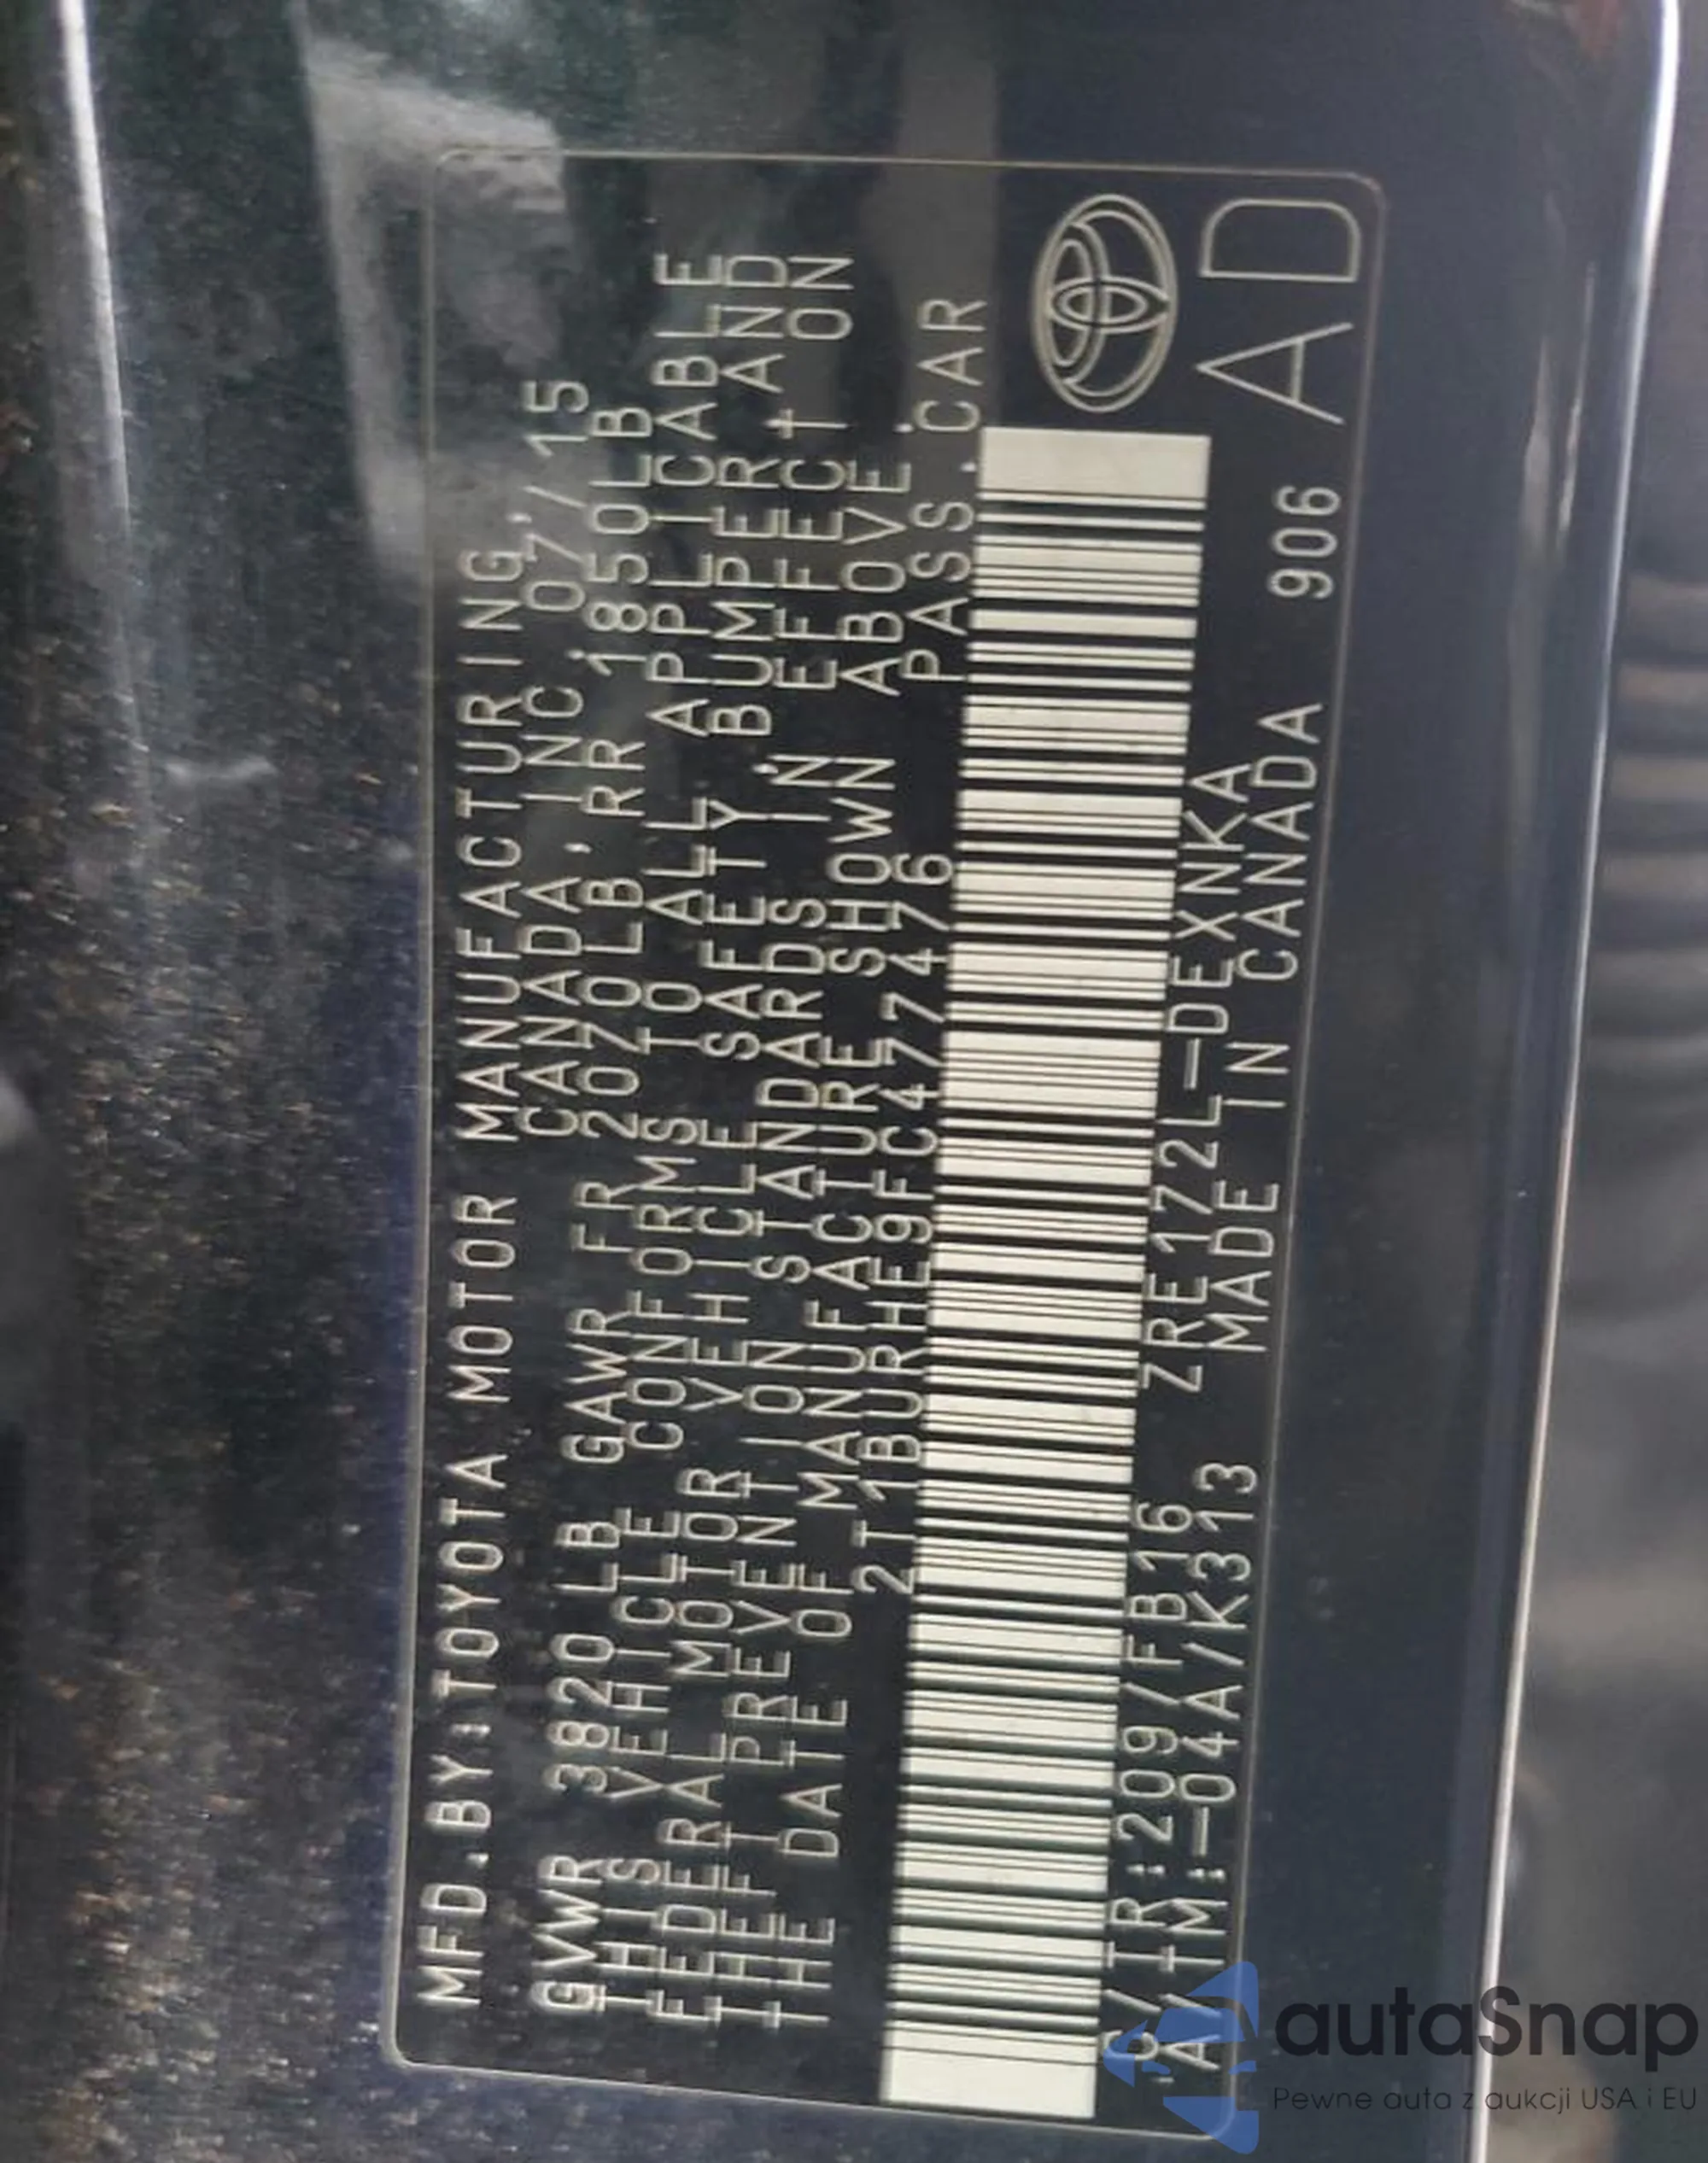 MFD.BY:TOYOTA MOTOR MANUFACTURING
CANADA, INC. 07/15
GVWR 3820 LB GAWR FR 2070LB, RR 1850LB
THIS VEHICLE CONFORMS TO ALL APPLICABLE
FEDERAL MOTOR VEHICLE SAFETY, BUMPER, AND
THEFT PREVENTION STANDARDS IN EFFECT ON
THE DATE OF MANUFACTURE SHOWN ABOVE.
2T1BURHE9FC477476 PASS.CAR
C/TR:209/FB16 ZRE172L-DEXNKA
A/TM:-04A/K313 MADE IN CANADA 906
AD
autaSnap
Pewne auta z aukcji USA i EU